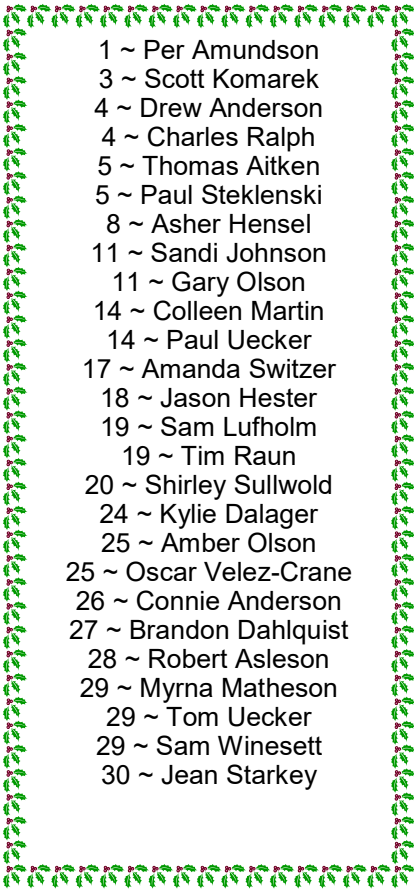 1 ~ Per Amundson
3 ~ Scott Komarek
4 ~ Drew Anderson
4 ~ Charles Ralph
5 ~ Thomas Aitken
5 ~ Paul Steklenski
8 ~ Asher Hensel
11 ~ Sandi Johnson
11 ~ Gary Olson
14 ~ Colleen Martin
14 ~ Paul Uecker
17 ~ Amanda Switzer
18 ~ Jason Hester
19 ~ Sam Lufholm
19 ~ Tim Raun
20 ~ Shirley Sullwold
24 ~ Kylie Dalager
25 ~ Amber Olson
25 ~ Oscar Velez-Crane
26 ~ Connie Anderson
27 ~ Brandon Dahlquist
28 ~ Robert Asleson
29 ~ Myrna Matheson
29 ~ Tom Uecker
29 ~ Sam Winesett
30 ~ Jean Starkey